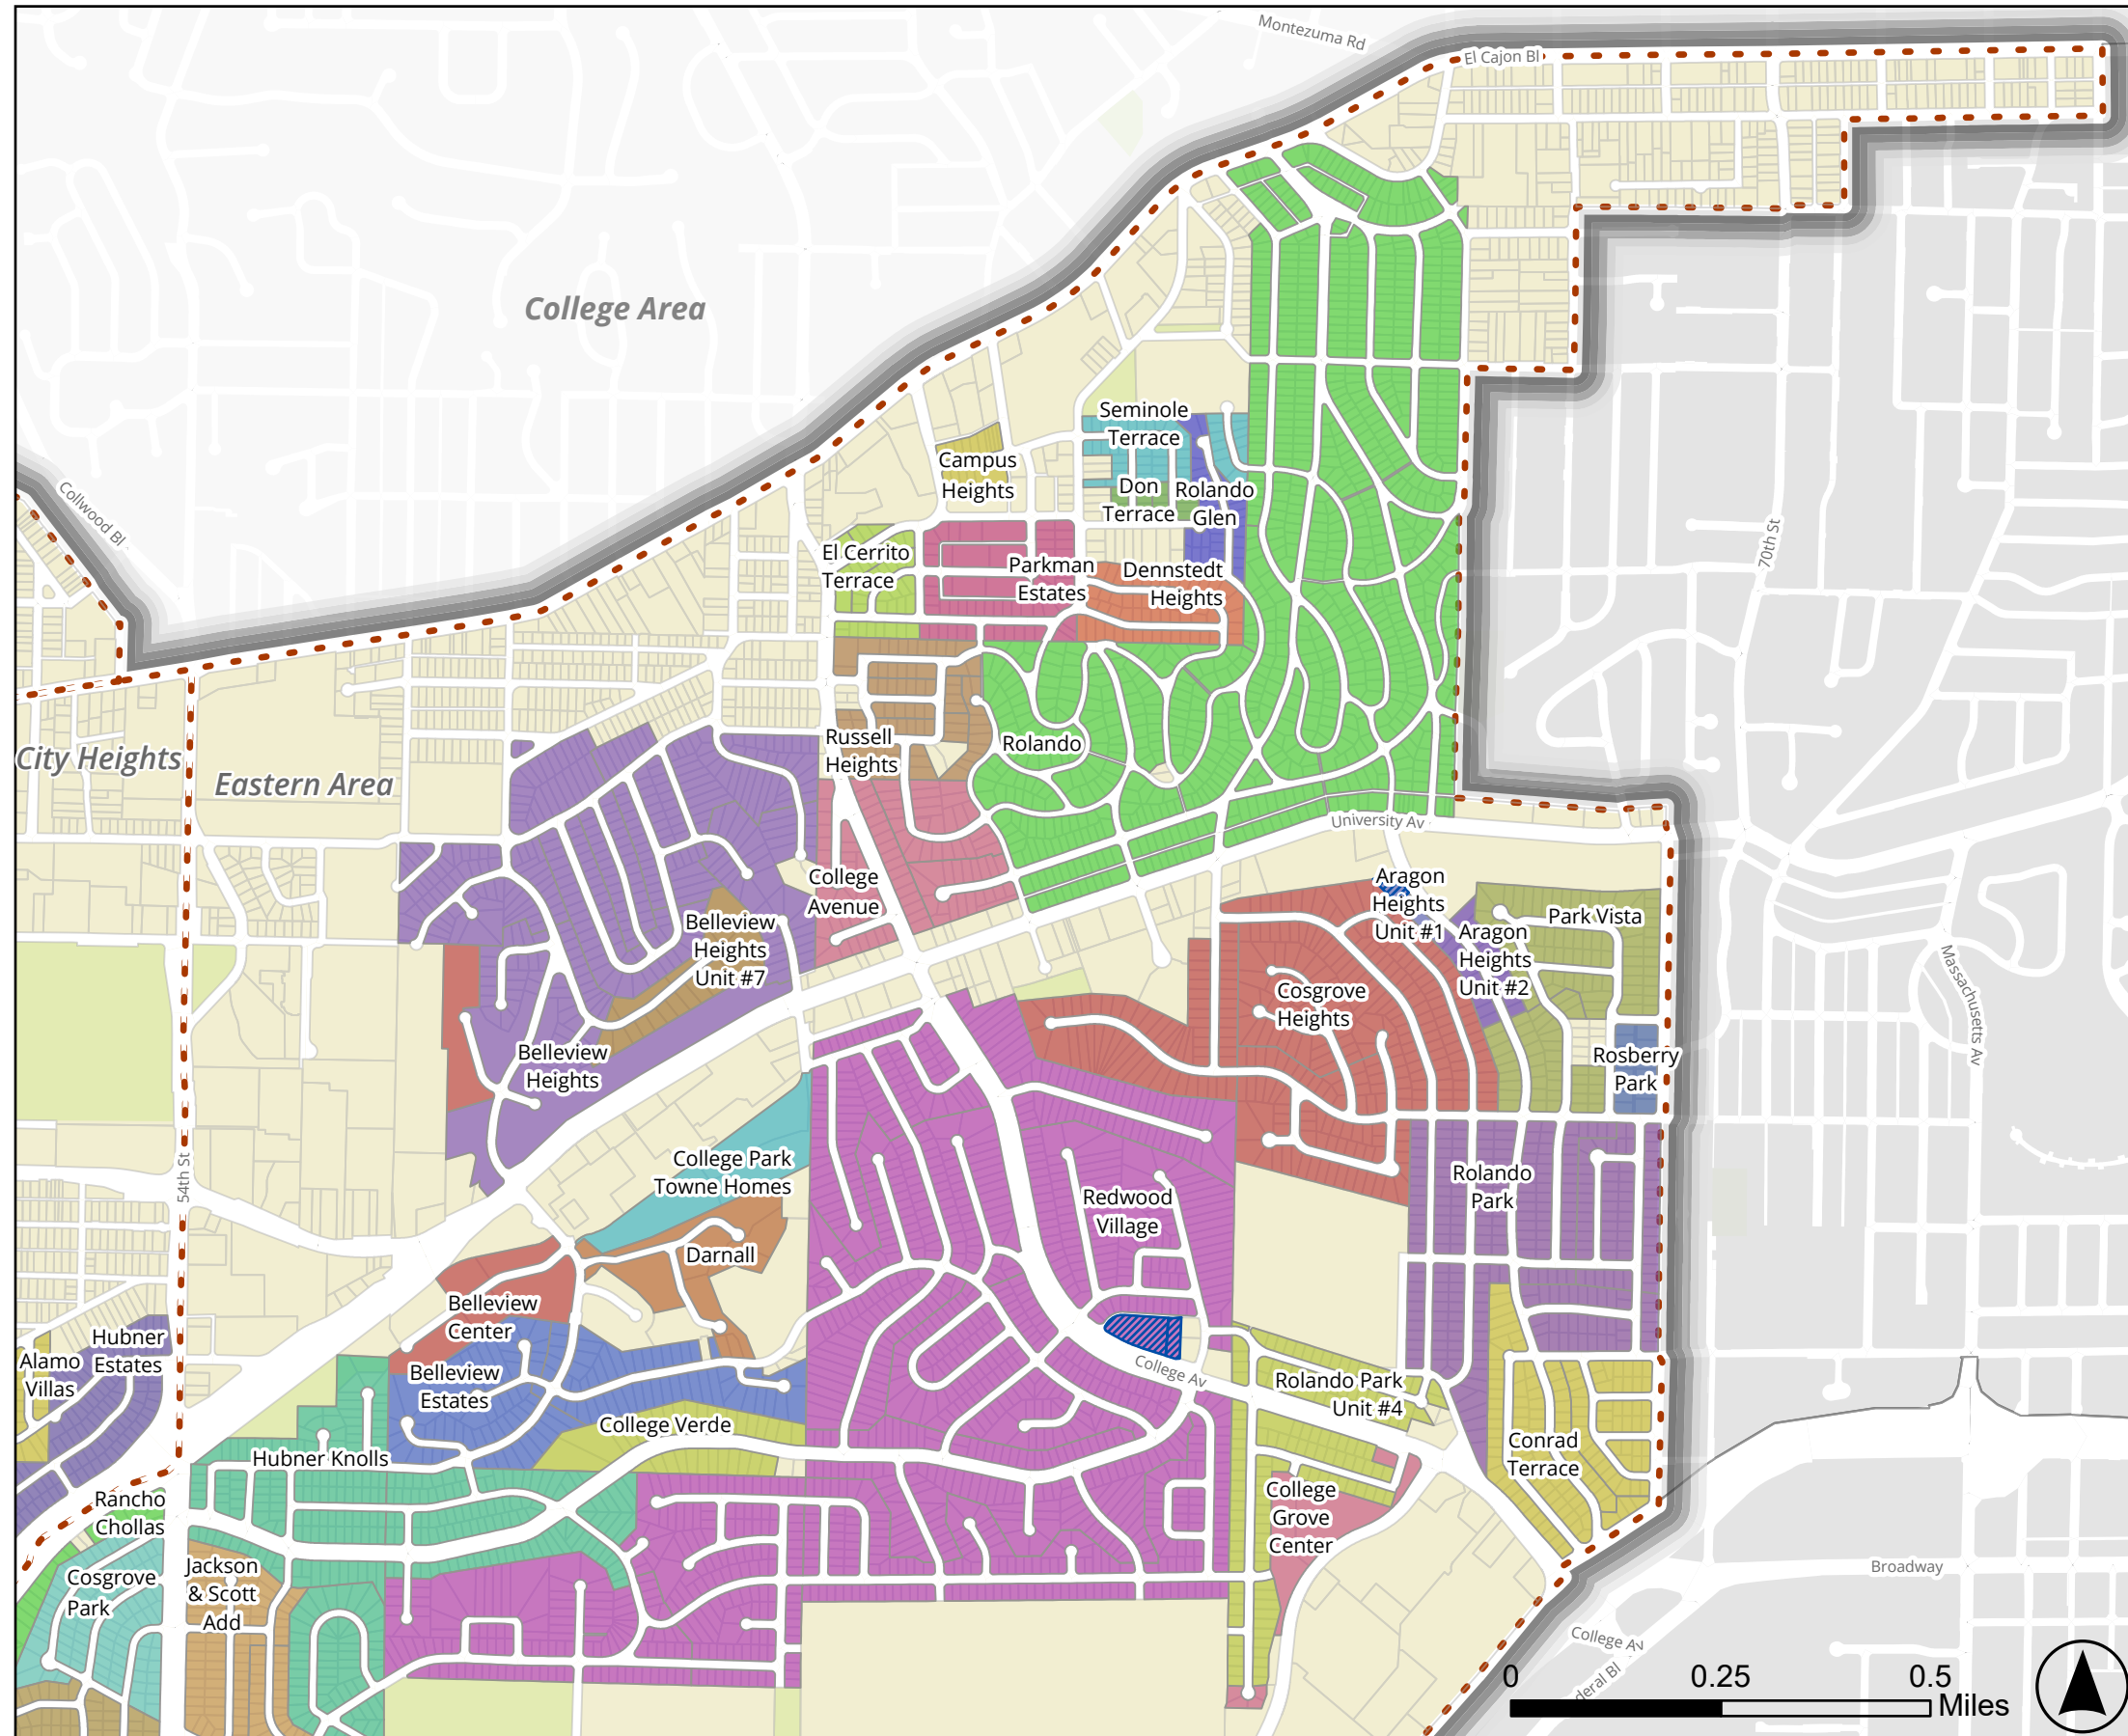 Montezuma Rd
El Cajon Bl
College Area
Collwood Bl
Seminole
Terrace
Campus
Heights
Don
Terrace
Rolando
Glen
70th St
El Cerrito
Terrace
Parkman
Estates
Dennstedt
Heights
City Heights
Eastern Area
Russell
Heights
Rolando
University Av
College
Avenue
Aragon
Heights
Unit #1
Park Vista
Belleview
Heights
Unit #7
Aragon
Heights
Unit #2
Massachusetts Av
Cosgrove
Heights
Belleview
Heights
Rosberry
Park
54th St
College Park
Towne Homes
Redwood
Village
Rolando
Park
Darnall
Belleview
Center
Hubner
Estates
Alamo
Villas
Belleview
Estates
College Av
Rolando Park
Unit #4
College Verde
Hubner Knolls
Conrad
Terrace
Rancho
Chollas
College
Grove
Center
Cosgrove
Park
Jackson
& Scott
Add
Broadway
College Av
deral Bl
0 0.25 0.5
Miles